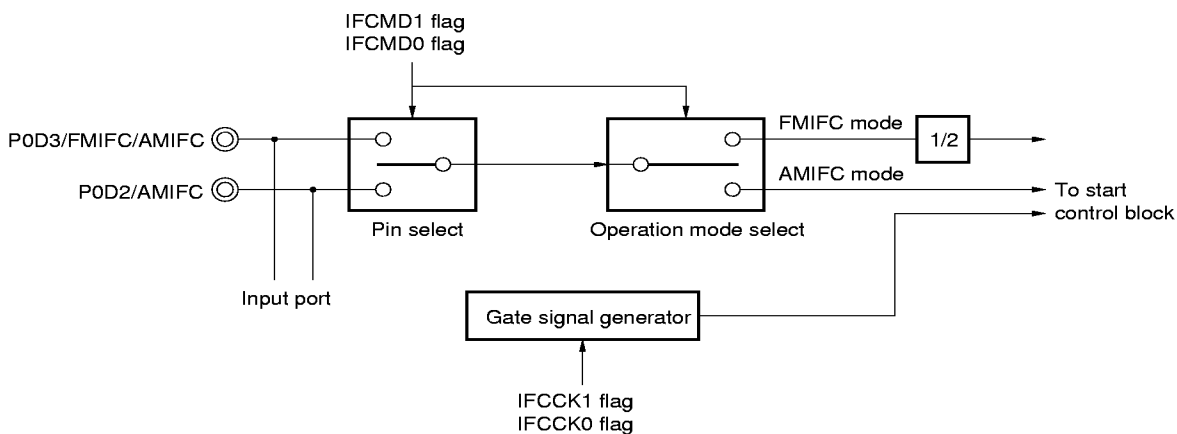 IFCMD1 flag
IFCMD0 flag
P0D3/FMIFC/AMIFC
P0D2/AMIFC
Pin select
Operation mode select
FMIFC mode
1/2
AMIFC mode
To start
control block
Input port
Gate signal generator
IFCCK1 flag
IFCCK0 flag